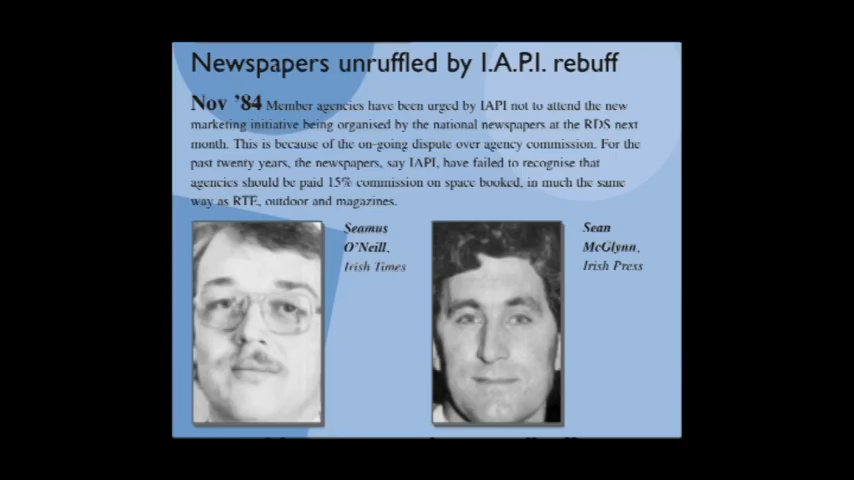 Newspapers unruffled by I.A.P.I. rebuff
Nov '84 Member agencies have been urged by IAPI not to attend the new
marketing initiative being organised by the national newspapers at the RDS next
month. This is because of the on-going dispute over agency commission. For the
past twenty years, the newspapers, say IAPI, have failed to recognise that
agencies should be paid 15% commission on space booked, in much the same
way as RTE, outdoor and magazines.
Seamus
O'Neill,
Irish Times
Sean
McGlynn,
Irish Press